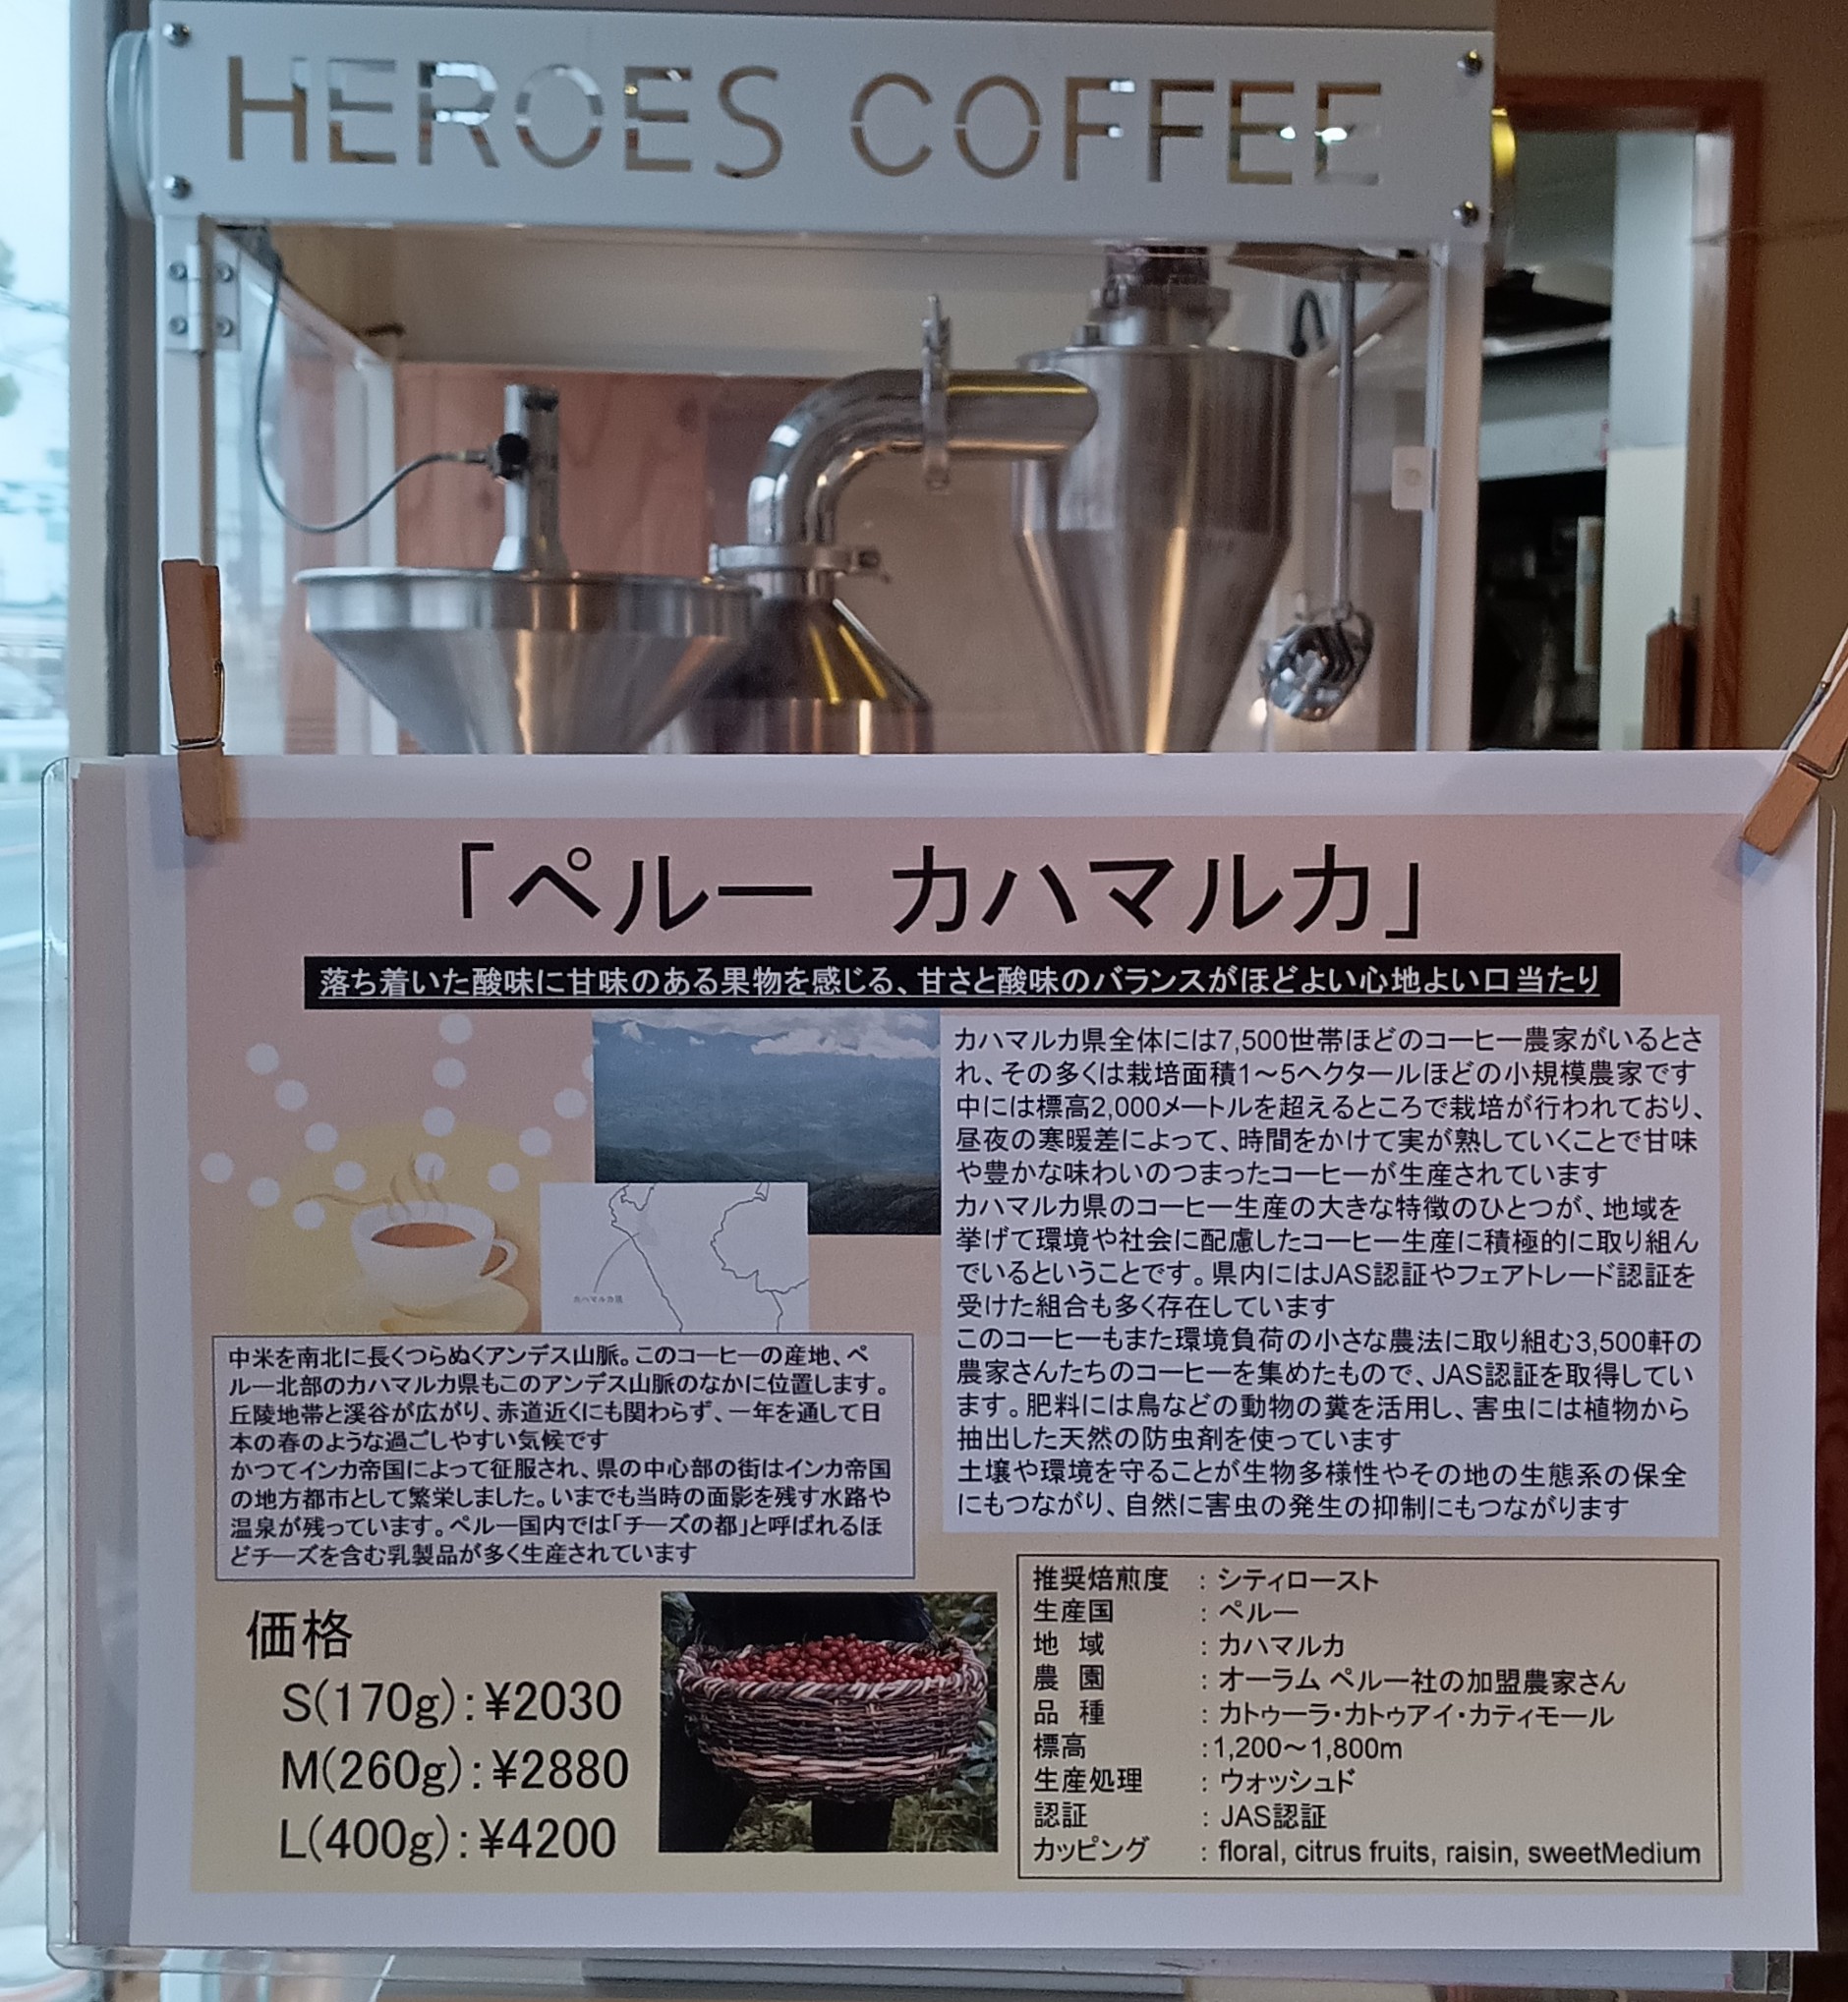 HEROES COFFEE
「ペルー カハマルカ」
落ち着いた酸味に甘味のある果物を感じる、甘さと酸味のバランスがほどよい心地よい口当たり
カハマルカ県全体には7,500世帯ほどのコーヒー農家がいるとさ
れ、その多くは栽培面積1～5ヘクタールほどの小規模農家です
中には標高2,000メートルを超えるところで栽培が行われており、
昼夜の寒暖差によって、時間をかけて実が熟していくことで甘味
や豊かな味わいのつまったコーヒーが生産されています
カハマルカ県のコーヒー生産の大きな特徴のひとつが、地域を
挙げて環境や社会に配慮したコーヒー生産に積極的に取り組ん
でいるということです。県内にはJAS認証やフェアトレード認証を
受けた組合も多く存在しています
このコーヒーもまた環境負荷の小さな農法に取り組む3,500軒の
農家さんたちのコーヒーを集めたもので、JAS認証を取得してい
ます。肥料には鳥などの動物の糞を活用し、害虫には植物から
抽出した天然の防虫剤を使っています
土壌や環境を守ることが生物多様性やその地の生態系の保全
にもつながり、自然に害虫の発生の抑制にもつながります
カハマルカ県
中米を南北に長くつらぬくアンデス山脈。このコーヒーの産地、ペ
ルー北部のカハマルカ県もこのアンデス山脈のなかに位置します。
丘陵地帯と渓谷が広がり、赤道近くにも関わらず、一年を通して日
本の春のような過ごしやすい気候です
かつてインカ帝国によって征服され、県の中心部の街はインカ帝国
の地方都市として繁栄しました。いまでも当時の面影を残す水路や
温泉が残っています。ペルー国内では「チーズの都」と呼ばれるほ
どチーズを含む乳製品が多く生産されています
価格
S(170g):¥2030
M(260g):¥2880
L(400g):¥4200
推奨焙煎度 : シティロースト
生産国 : ペルー
地 域 : カハマルカ
農 園 : オーラム ペルー社の加盟農家さん
品 種 : カトゥーラ・カトゥアイ・カティモール
標高 :1,200～1,800m
生産処理 : ウォッシュド
認証 : JAS認証
カッピング : floral, citrus fruits, raisin, sweetMedium